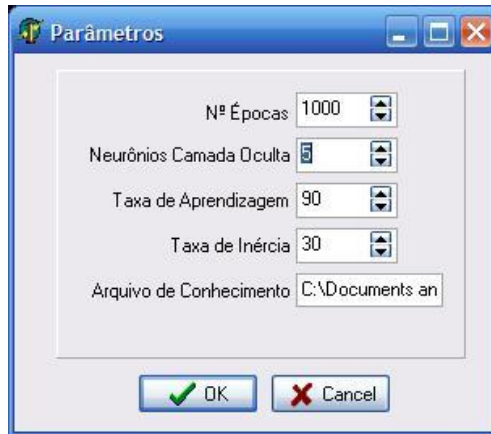 Parâmetros
Nº Épocas 1000
Neurônios Camada Oculta 5
Taxa de Aprendizagem 90
Taxa de Inércia 30
Arquivo de Conhecimento C:\Documents an
OK Cancel